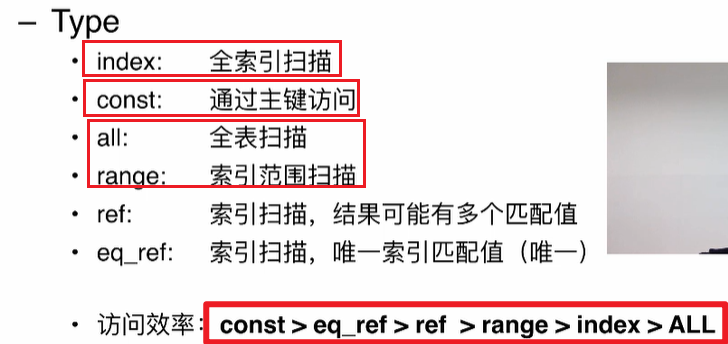 – Type
• index: 全索引扫描
• const: 通过主键访问
• all: 全表扫描
• range: 索引范围扫描
• ref: 索引扫描，结果可能有多个匹配值
• eq_ref: 索引扫描，唯一索引匹配值（唯一）
• 访问效率：const > eq_ref > ref > range > index > ALL